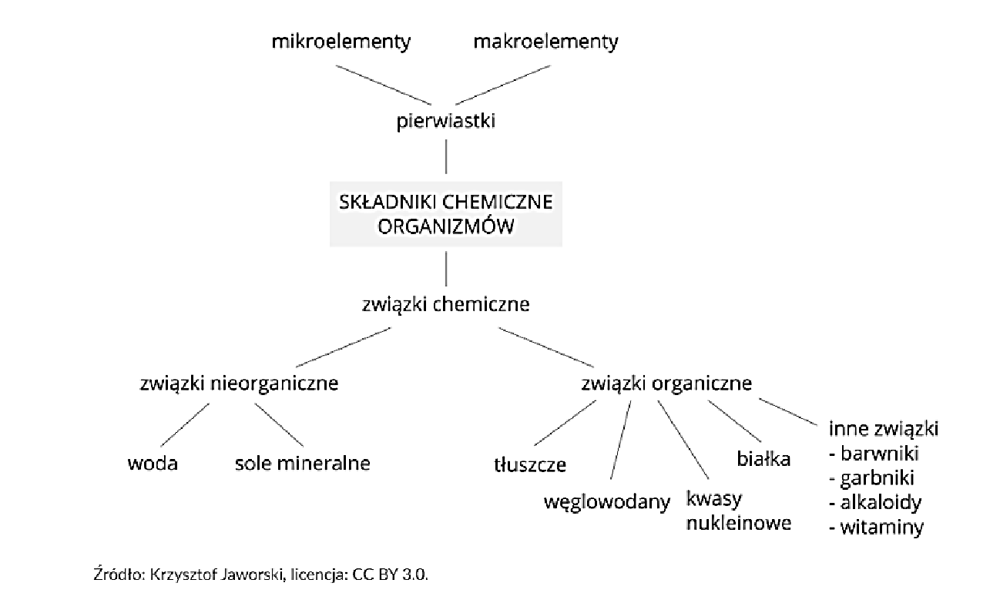 mikroelementy makroelementy
pierwiastki
SKŁADNIKI CHEMICZNE
ORGANIZMÓW
związki chemiczne
związki nieorganiczne
związki organiczne
woda
sole mineralne
tłuszcze
węglowodany
kwasy
nukleinowe
białka
inne związki
- barwniki
- garbniki
- alkaloidy
- witaminy
Źródło: Krzysztof Jaworski, licencja: CC BY 3.0.